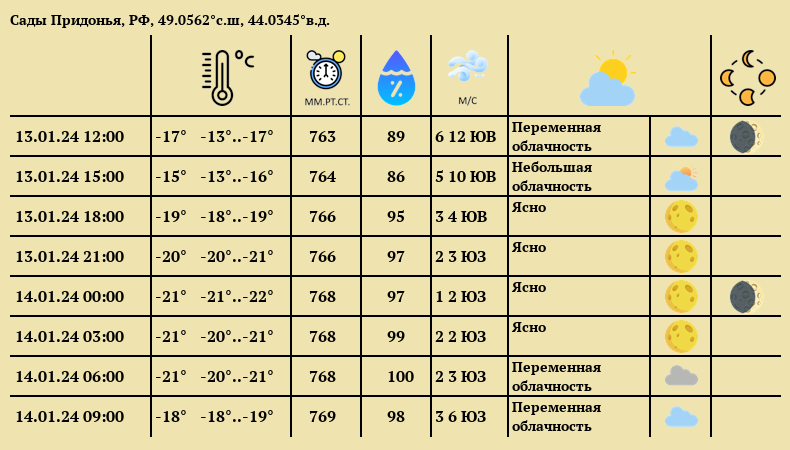 Сады Придонья, РФ, 49.0562°с.ш, 44.0345°в.д.
°C
ММ.РТ.СТ.
%
М/С
13.01.24 12:00 -17° -13°..-17° 763 89 6 12 ЮВ Переменная облачность
13.01.24 15:00 -15° -13°..-16° 764 86 5 10 ЮВ Небольшая облачность
13.01.24 18:00 -19° -18°..-19° 766 95 3 4 ЮВ Ясно
13.01.24 21:00 -20° -20°..-21° 766 97 2 3 ЮЗ Ясно
14.01.24 00:00 -21° -21°..-22° 768 97 1 2 ЮЗ Ясно
14.01.24 03:00 -21° -20°..-21° 768 99 2 2 ЮЗ Ясно
14.01.24 06:00 -21° -20°..-21° 768 100 2 3 ЮЗ Переменная облачность
14.01.24 09:00 -18° -18°..-19° 769 98 3 6 ЮЗ Переменная облачность